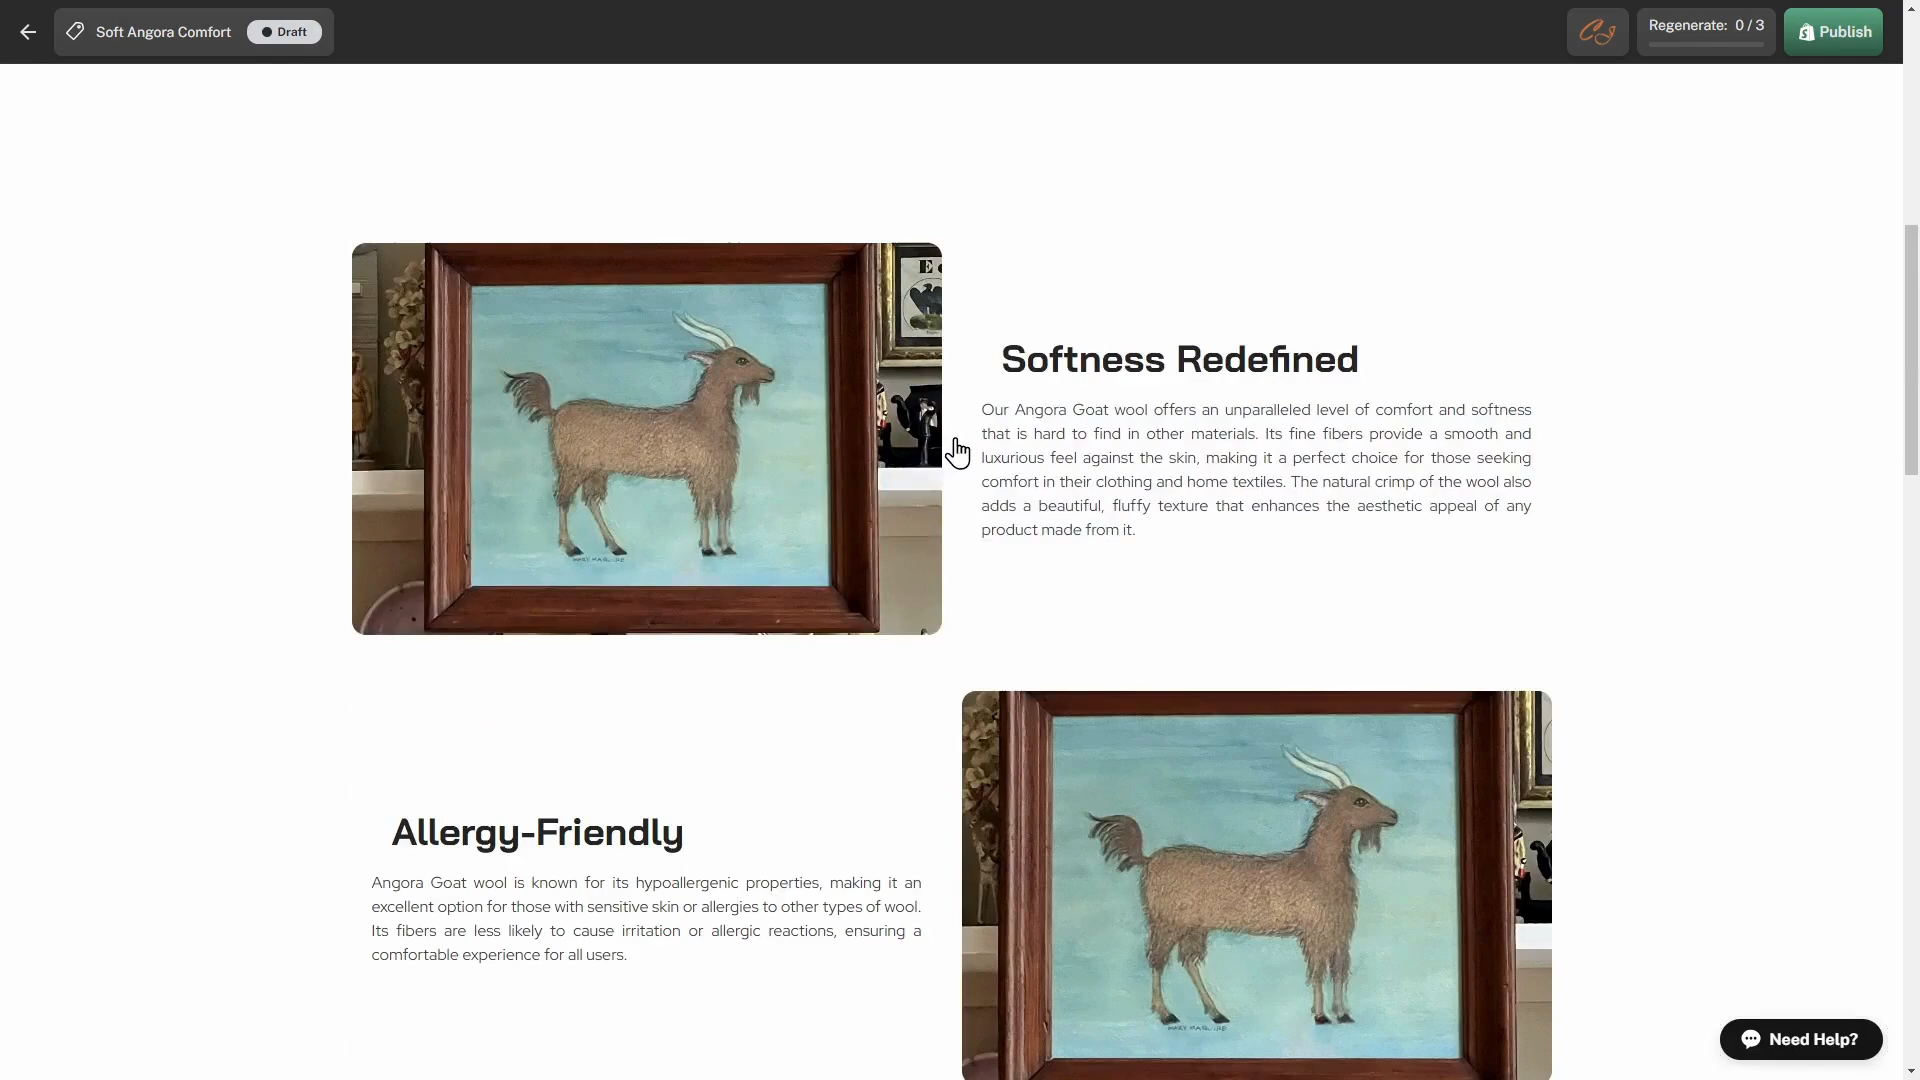 Soft Angora Comfort
Draft
Regenerate: 0 / 3
Publish
Softness Redefined
Our Angora Goat wool offers an unparalleled level of comfort and softness
that is hard to find in other materials. Its fine fibers provide a smooth and
luxurious feel against the skin, making it a perfect choice for those seeking
comfort in their clothing and home textiles. The natural crimp of the wool also
adds a beautiful, fluffy texture that enhances the aesthetic appeal of any
product made from it.
Allergy-Friendly
Angora Goat wool is known for its hypoallergenic properties, making it an
excellent option for those with sensitive skin or allergies to other types of wool.
Its fibers are less likely to cause irritation or allergic reactions, ensuring a
comfortable experience for all users.
Need Help?